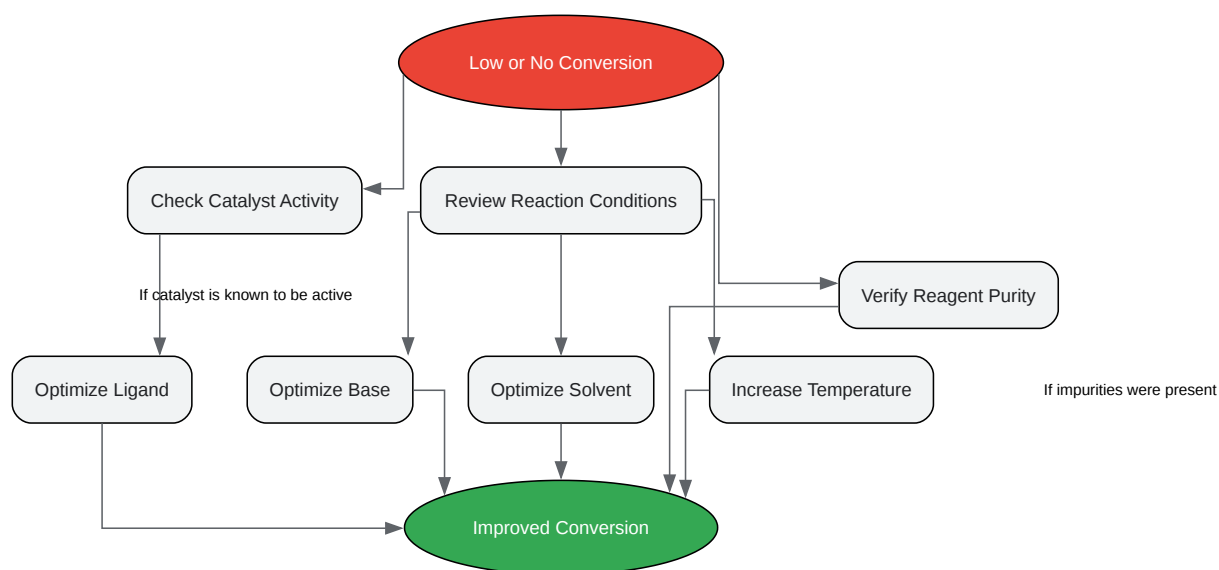 Low or No Conversion
Check Catalyst Activity
Review Reaction Conditions
Verify Reagent Purity
If catalyst is known to be active
Optimize Ligand
Optimize Base
Optimize Solvent
Increase Temperature
If impurities were present
Improved Conversion